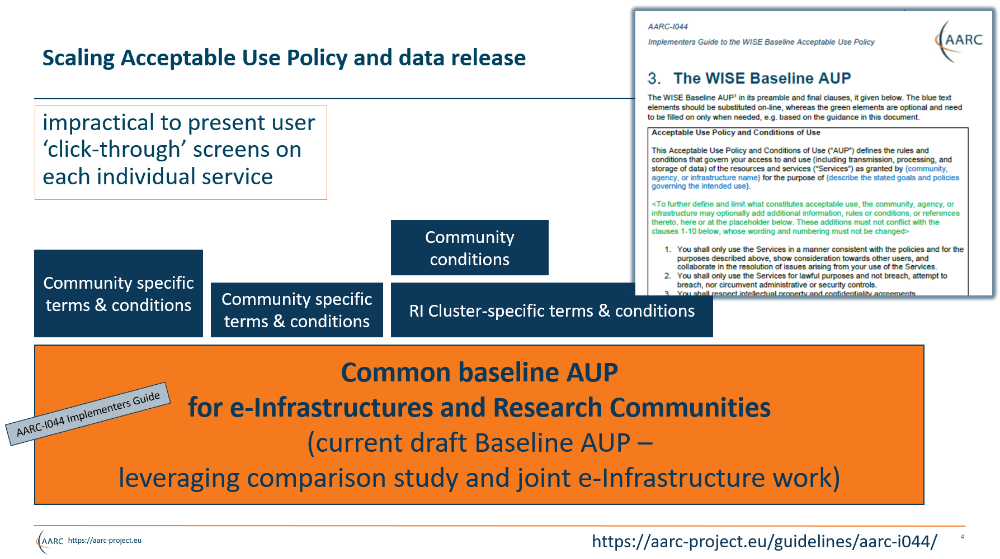 Scaling Acceptable Use Policy and data release
impractical to present user
‘click-through’ screens on
each individual service
AARC-I044
Implementers Guide to the WISE Baseline Acceptable Use Policy
AARC
3. The WISE Baseline AUP
The WISE Baseline AUP¹ in its preamble and final clauses, it given below. The blue text
elements should be substituted on-line, whereas the green elements are optional and need
to be filled on only when needed, e.g. based on the guidance in this document.
Acceptable Use Policy and Conditions of Use
This Acceptable Use Policy and Conditions of Use (“AUP”) defines the rules and
conditions that govern your access to and use (including transmission, processing, and
storage of data) of the resources and services (“Services”) as granted by {community,
agency, or infrastructure name} for the purpose of {describe the stated goals and policies
governing the intended use}.
<To further define and limit what constitutes acceptable use, the community, agency, or
infrastructure may optionally add additional information, rules or conditions, or references
thereto, here or at the placeholder below. These additions must not conflict with the
clauses 1-10 below, whose wording and numbering must not be changed>
1. You shall only use the Services in a manner consistent with the policies and for the
purposes described above, show consideration towards other users, and
collaborate in the resolution of issues arising from your use of the Services.
2. You shall only use the Services for lawful purposes and not breach, attempt to
breach, nor circumvent administrative or security controls.
3. You shall respect intellectual property and confidentiality agreements.
Community specific
terms & conditions
Community specific
terms & conditions
Community
conditions
RI Cluster-specific terms & conditions
Common baseline AUP
for e-Infrastructures and Research Communities
(current draft Baseline AUP –
leveraging comparison study and joint e-Infrastructure work)
AARC-I044 Implementers Guide
AARC https://aarc-project.eu
https://aarc-project.eu/guidelines/aarc-i044/
4